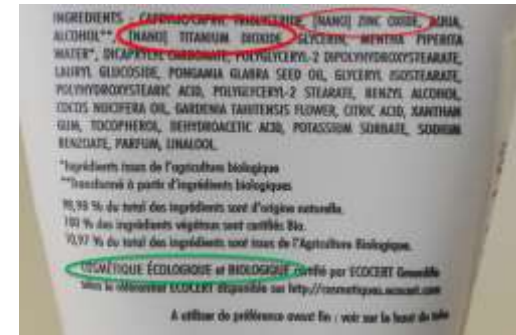 INGREDIENTS : CAPRYLIC/CAPRIC TRIGLYCERIDE, [NANO] ZINC OXIDE, AQUA,
ALCOHOL**, [NANO] TITANIUM DIOXIDE, GLYCERIN, MENTHA PIPERITA
WATER*, DICAPRYLYL CARBONATE, POLYGLYCERYL-2 DIPOLYHYDROXYSTEARATE,
LAURYL GLUCOSIDE, PONGAMIA GLABRA SEED OIL, GLYCERYL ISOSTEARATE,
POLYHYDROXYSTEARIC ACID, POLYGLYCERYL-2 STEARATE, BENZYL ALCOHOL,
COCOS NUCIFERA OIL, GARDENIA TAHITENSIS FLOWER, CITRIC ACID, XANTHAN
GUM, TOCOPHEROL, DEHYDROACETIC ACID, POTASSIUM SORBATE, SODIUM
BENZOATE, PARFUM, LINALOOL.
*Ingrédients issus de l'agriculture biologique
**Transformé à partir d'ingrédients biologiques
98,98 % du total des ingrédients sont d'origine naturelle.
100 % des ingrédients végétaux sont certifiés Bio.
10,97 % du total des ingrédients sont issus de l'Agriculture Biologique.
COSMÉTIQUE ÉCOLOGIQUE et BIOLOGIQUE certifié par ECOCERT Greenlife
selon le référentiel ECOCERT disponible sur http://cosmetiques.ecocert.com
A utiliser de préférence avant fin : voir sur le haut du tube